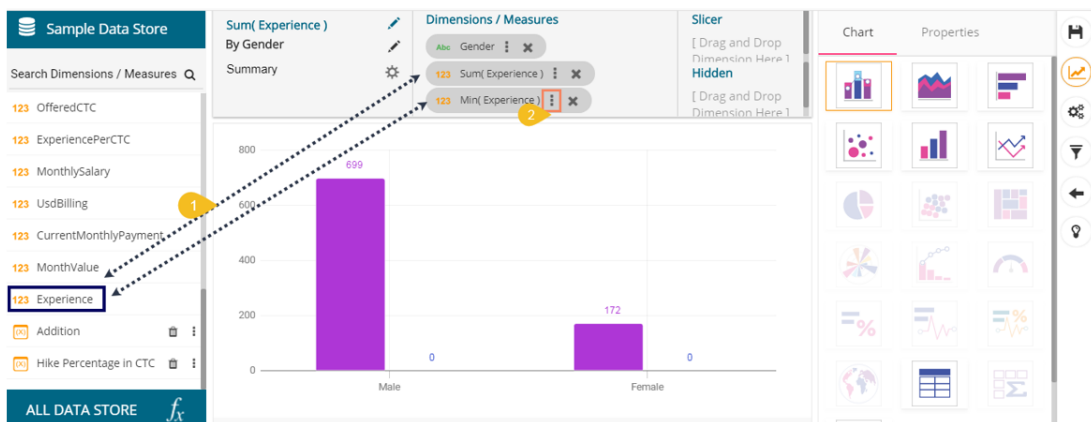 Sample Data Store
Search Dimensions / Measures
123 OfferedCTC
123 ExperiencePerCTC
123 MonthlySalary
123 UsdBilling
123 CurrentMonthlyPayment
123 MonthValue
123 Experience
(X) Addition
(X) Hike Percentage in CTC
ALL DATA STORE
fx
Sum( Experience )
By Gender
Summary
Dimensions / Measures
Abc Gender
123 Sum( Experience )
123 Min( Experience )
2
1
Slicer
[ Drag and Drop
Dimension Here ]
Hidden
[ Drag and Drop
Dimension Here ]
800
600
400
200
0
699
0
172
0
Male
Female
Chart
Properties
%
%
Σ